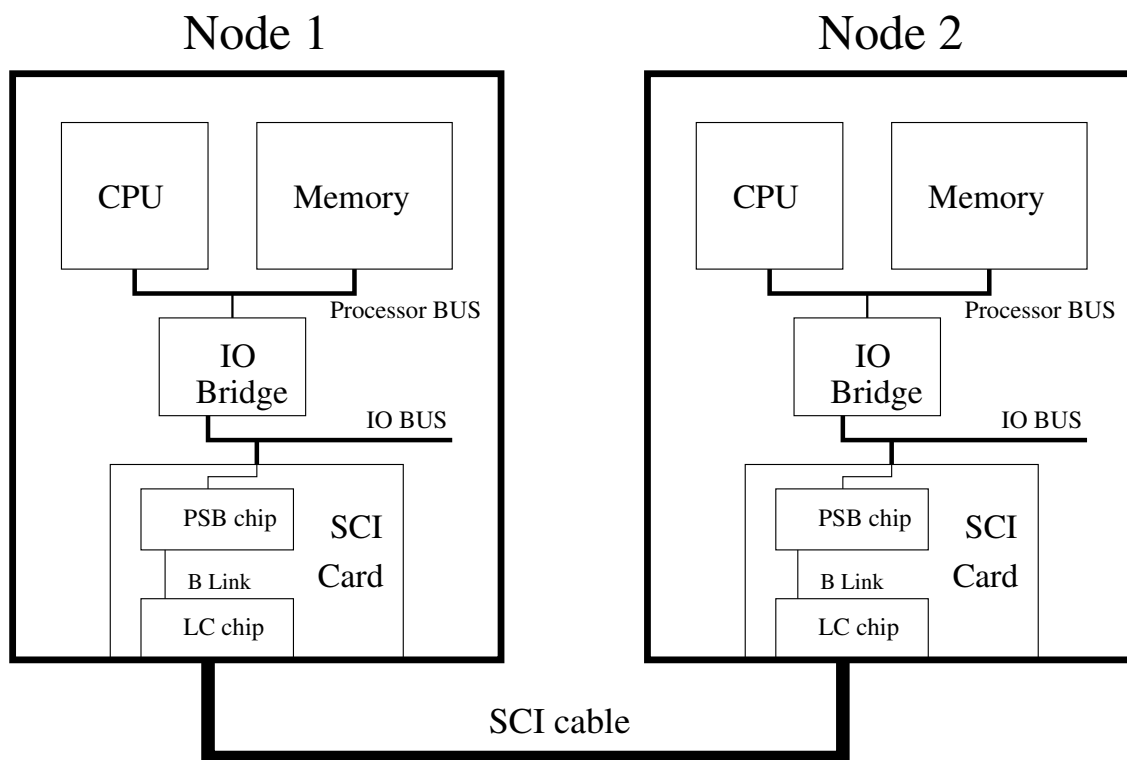 Node 1
Node 2
CPU
Memory
CPU
Memory
Processor BUS
Processor BUS
IO
Bridge
IO
Bridge
IO BUS
IO BUS
PSB chip
SCI
Card
PSB chip
SCI
Card
B Link
B Link
LC chip
LC chip
SCI cable